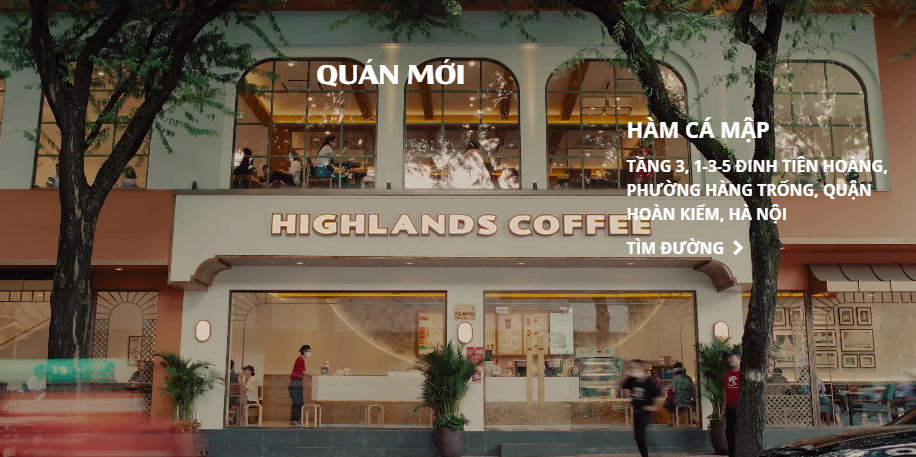 QUÁN MỚI
HÀM CÁ MẬP
TẦNG 3, 1-3-5 ĐINH TIÊN HOÀNG,
PHƯỜNG HÀNG TRỐNG, QUẬN
HOÀN KIẾM, HÀ NỘI
TÌM ĐƯỜNG
HIGHLANDS COFFEE
39